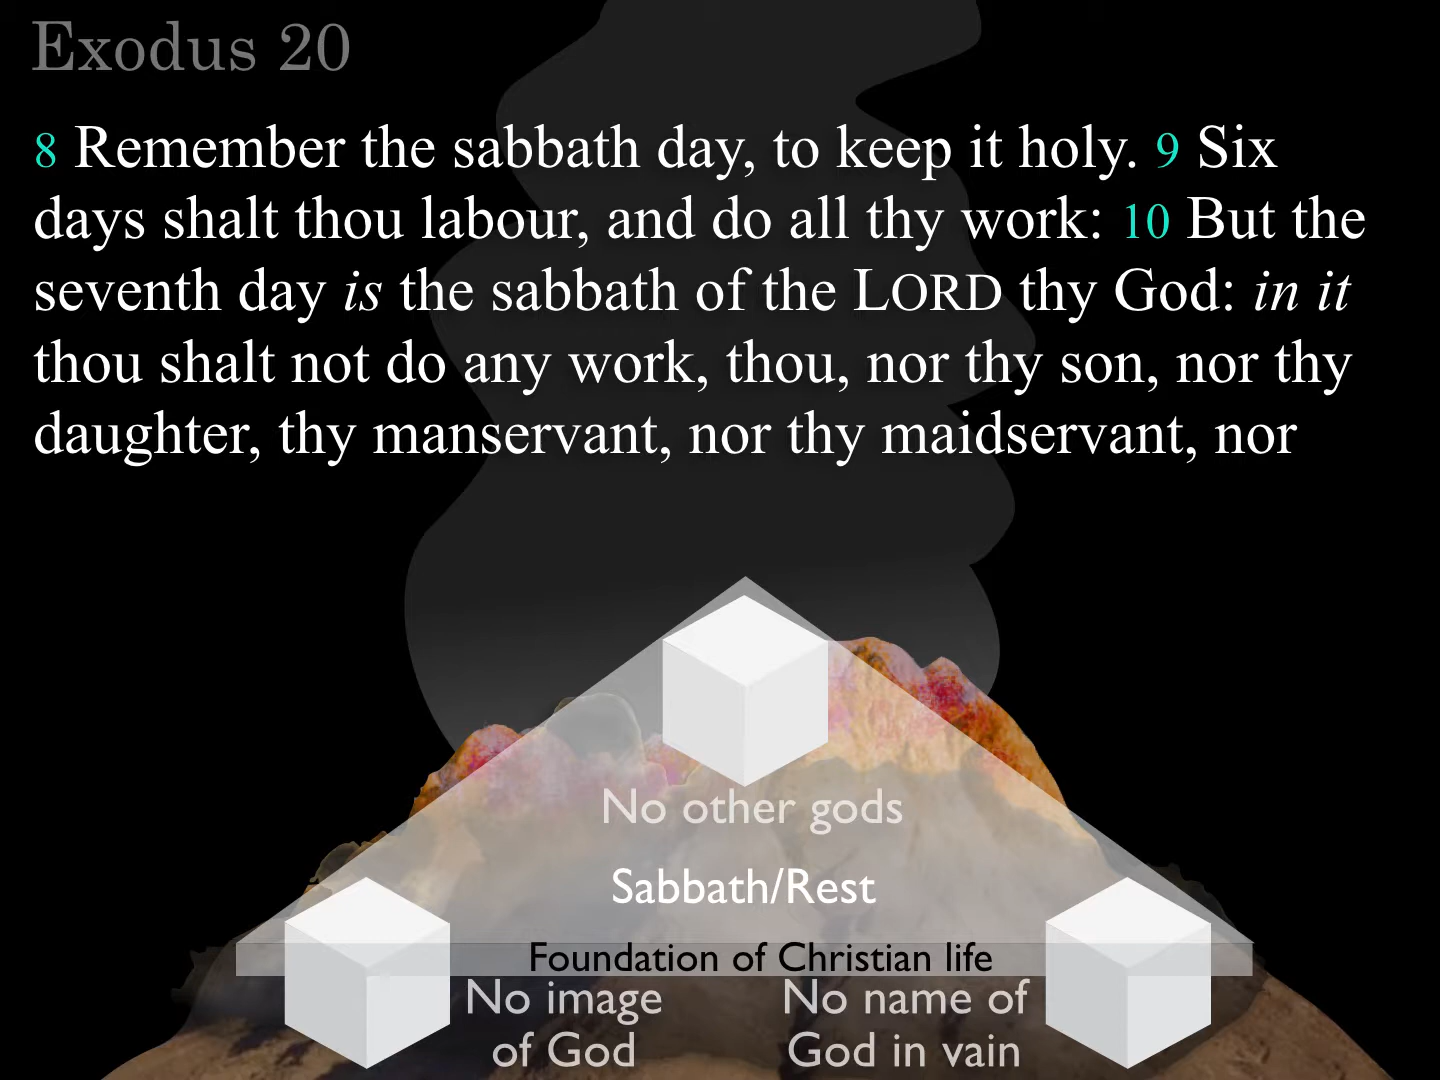 Exodus 20
8 Remember the sabbath day, to keep it holy. 9 Six
days shalt thou labour, and do all thy work: 10 But the
seventh day is the sabbath of the LORD thy God: in it
thou shalt not do any work, thou, nor thy son, nor thy
daughter, thy manservant, nor thy maidservant, nor
No other gods
Sabbath/Rest
Foundation of Christian life
No image
of God
No name of
God in vain